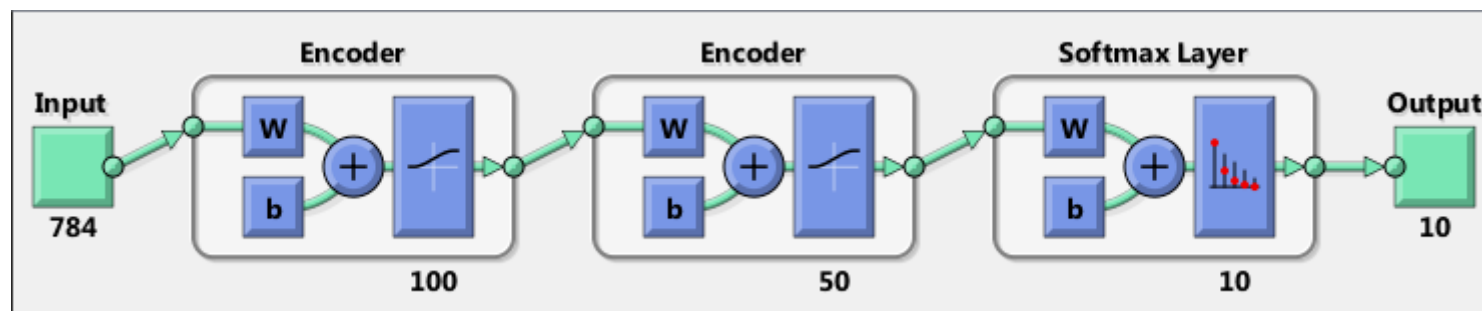 Encoder
Encoder
Softmax Layer
Input
W
W
W
Output
+
+
+
b
b
b
784
10
100
50
10